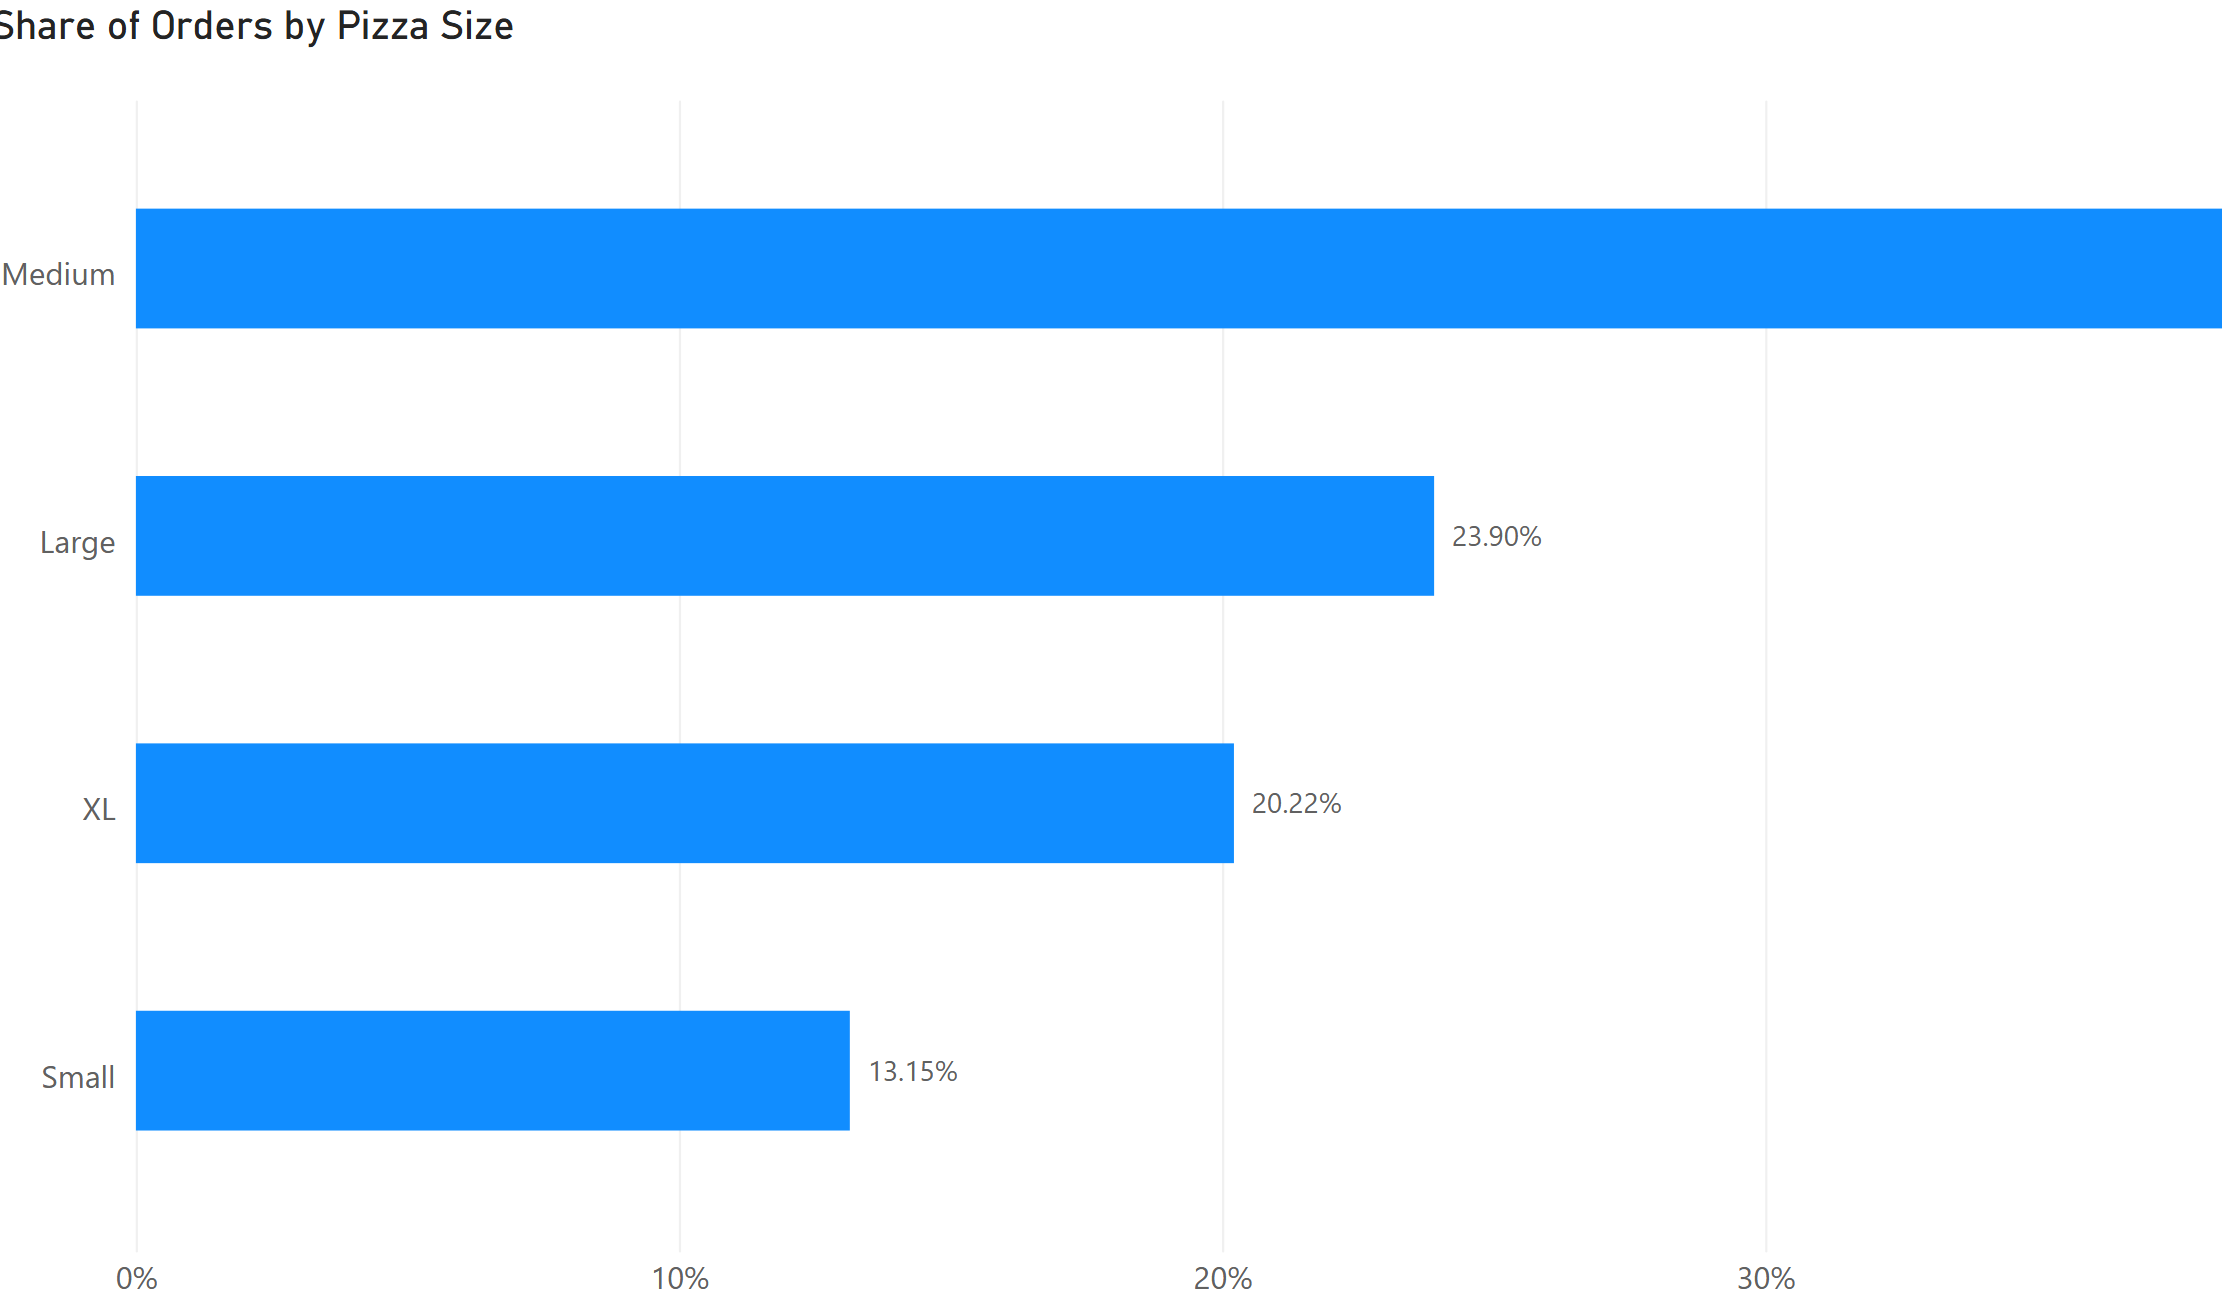 Share of Orders by Pizza Size
Medium
Large
23.90%
XL
20.22%
Small
13.15%
0%
10%
20%
30%